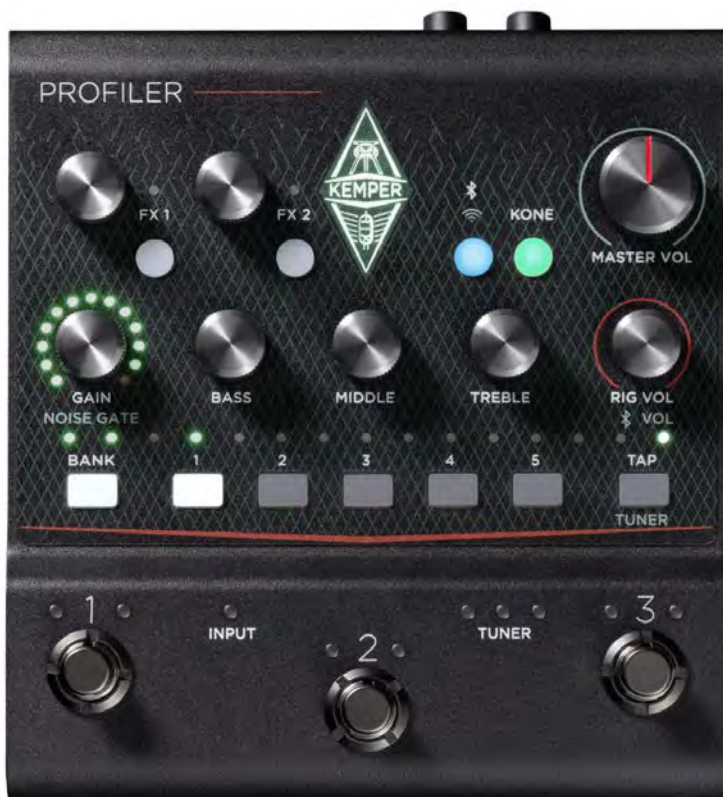 PROFILER
KEMPER
FX 1
FX 2
KONE
MASTER VOL
GAIN
NOISE GATE
BASS
MIDDLE
TREBLE
RIG VOL
VOL
BANK
1
2
3
4
5
TAP
TUNER
1
INPUT
2
TUNER
3